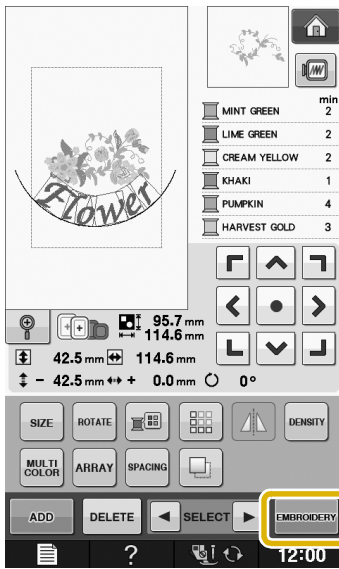 min
MINT GREEN 2
LIME GREEN 2
CREAM YELLOW 2
KHAKI 1
PUMPKIN 4
HARVEST GOLD 3
Flower
95.7 mm
114.6 mm
42.5 mm 114.6 mm
- 42.5 mm + 0.0 mm 0°
SIZE ROTATE DENSITY
MULTI COLOR ARRAY SPACING
ADD DELETE SELECT EMBROIDERY
? 12:00